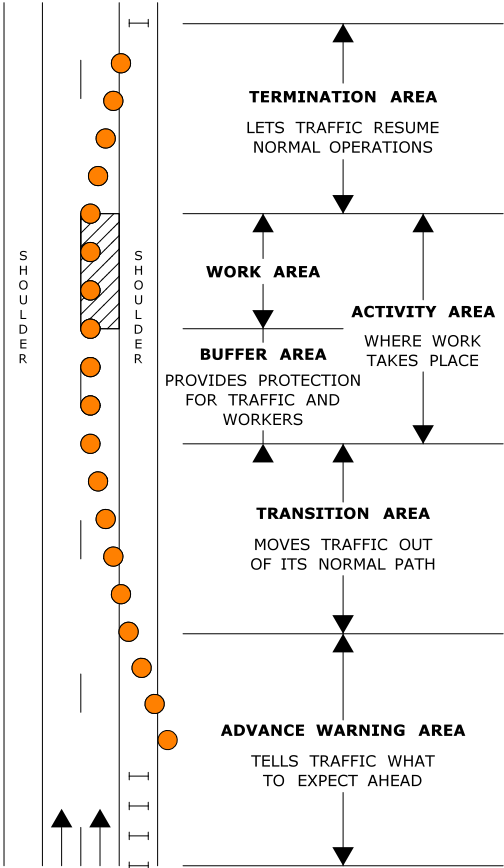 TERMINATION AREA
LETS TRAFFIC RESUME
NORMAL OPERATIONS
SHOULDER
SHOULDER
WORK AREA
ACTIVITY AREA
WHERE WORK
TAKES PLACE
BUFFER AREA
PROVIDES PROTECTION
FOR TRAFFIC AND
WORKERS
TRANSITION AREA
MOVES TRAFFIC OUT
OF ITS NORMAL PATH
ADVANCE WARNING AREA
TELLS TRAFFIC WHAT
TO EXPECT AHEAD